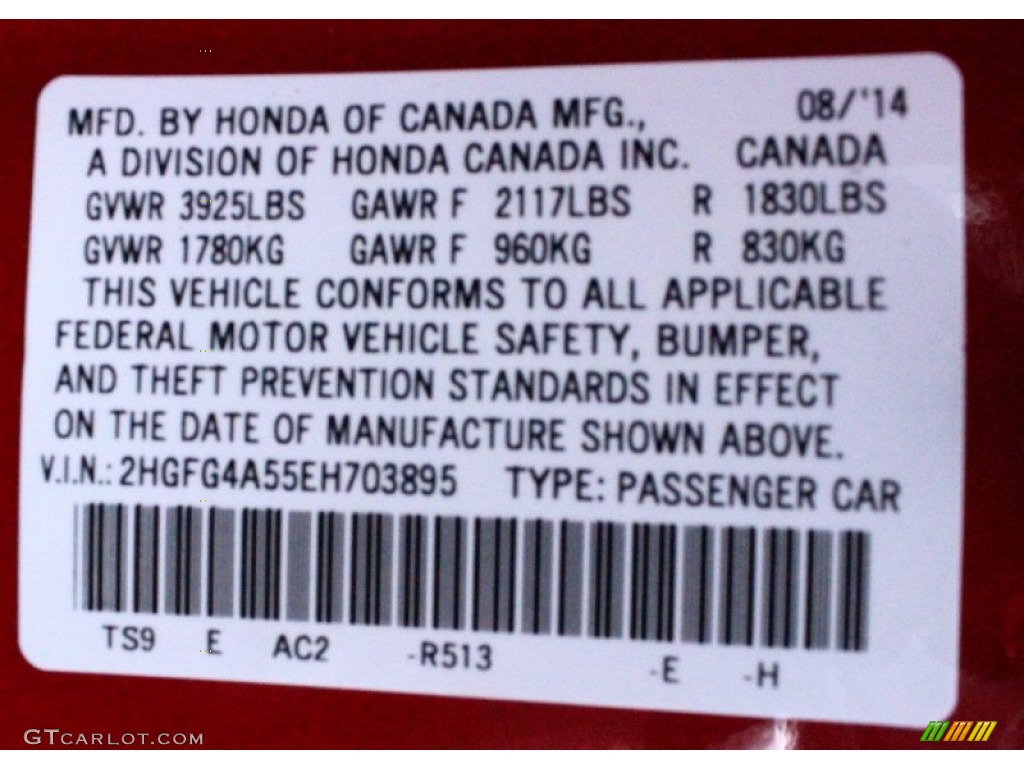 MFD. BY HONDA OF CANADA MFG., 08/'14
A DIVISION OF HONDA CANADA INC. CANADA
GVWR 3925LBS GAWR F 2117LBS R 1830LBS
GVWR 1780KG GAWR F 960KG R 830KG
THIS VEHICLE CONFORMS TO ALL APPLICABLE
FEDERAL MOTOR VEHICLE SAFETY, BUMPER,
AND THEFT PREVENTION STANDARDS IN EFFECT
ON THE DATE OF MANUFACTURE SHOWN ABOVE.
V.I.N.: 2HGFG4A55EH703895 TYPE: PASSENGER CAR
TS9 E AC2 -R513 -E -H
GTCARLOT.COM